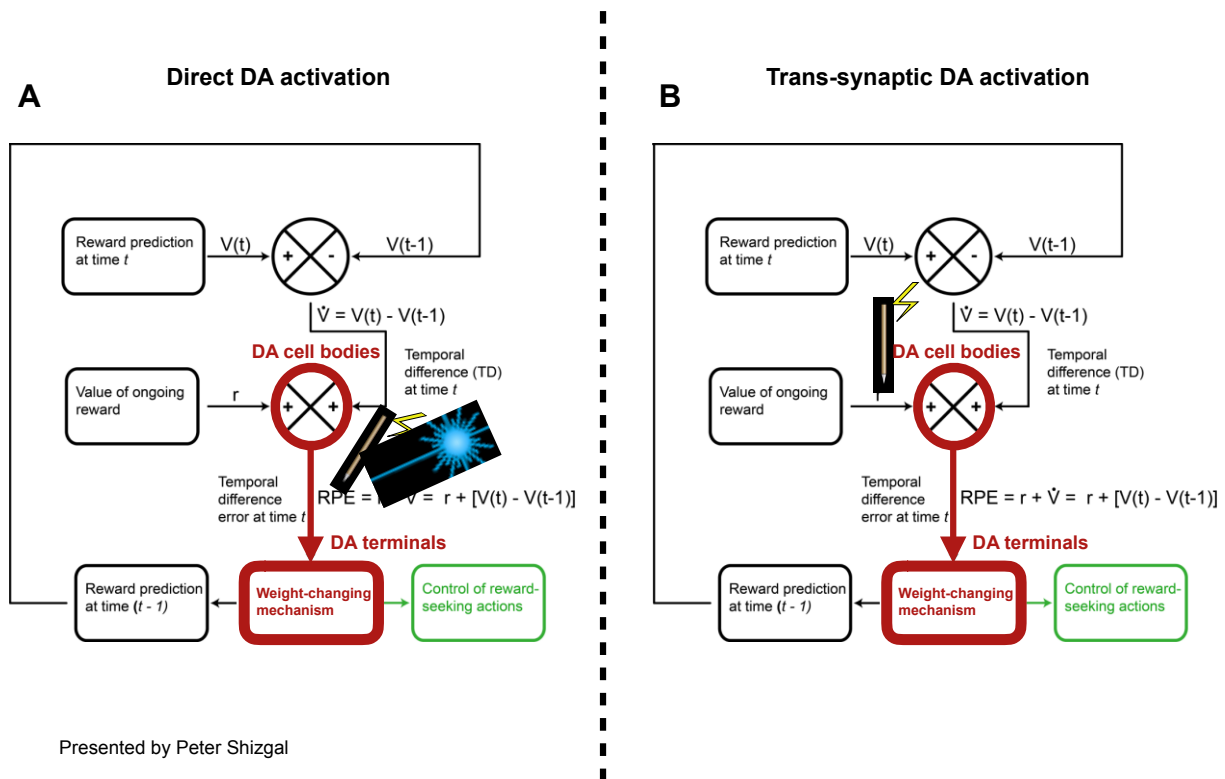 Direct DA activation
A
Reward prediction
at time t
V(t)
+
-
V(t-1)
V̇ = V(t) - V(t-1)
DA cell bodies
Temporal
difference (TD)
at time t
Value of ongoing
reward
r
+
+
Temporal
difference
error at time t
RPE = r V = r + [V(t) - V(t-1)]
DA terminals
Reward prediction
at time (t - 1)
Weight-changing
mechanism
Control of reward-
seeking actions
Presented by Peter Shizgal
Trans-synaptic DA activation
B
Reward prediction
at time t
V(t)
+
-
V(t-1)
V̇ = V(t) - V(t-1)
DA cell bodies
Temporal
difference (TD)
at time t
Value of ongoing
reward
r
+
+
Temporal
difference
error at time t
RPE = r + V̇ = r + [V(t) - V(t-1)]
DA terminals
Reward prediction
at time (t - 1)
Weight-changing
mechanism
Control of reward-
seeking actions